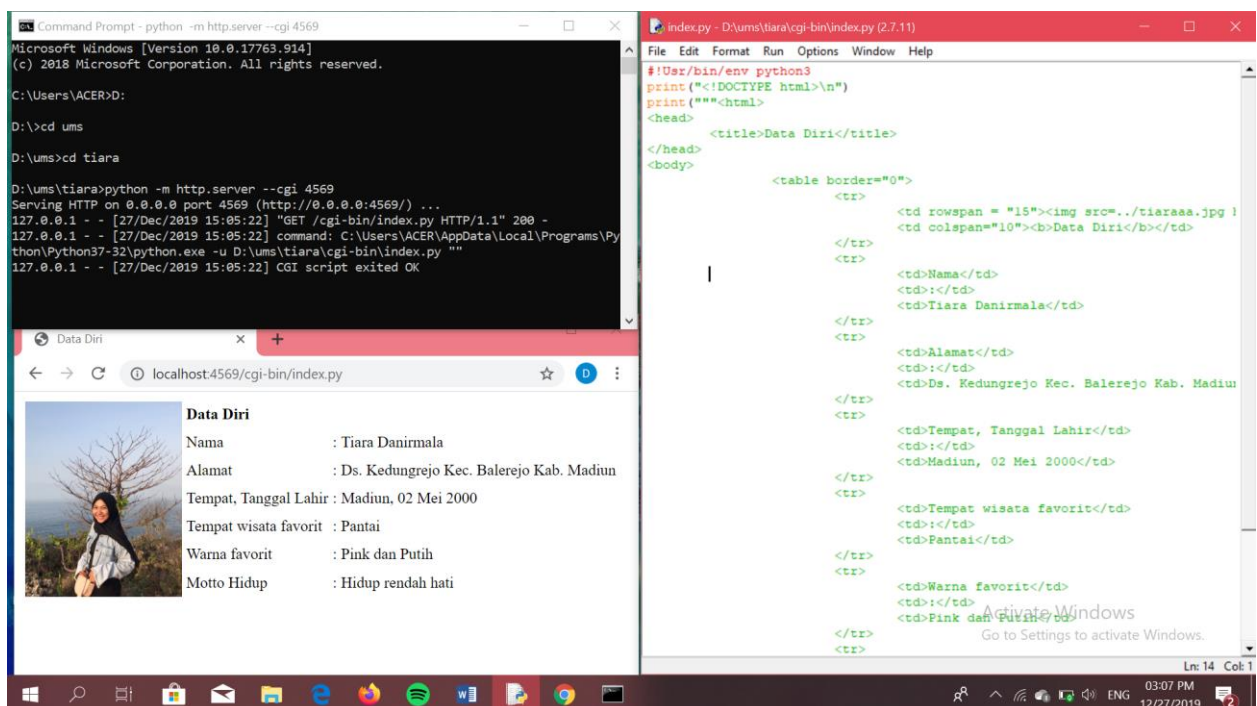 Command Prompt - python -m http.server --cgi 4569
Microsoft Windows [Version 10.0.17763.914]
(c) 2018 Microsoft Corporation. All rights reserved.
C:\Users\ACER>D:
D:\>cd ums
D:\ums>cd tiara
D:\ums\tiara>python -m http.server --cgi 4569
Serving HTTP on 0.0.0.0 port 4569 (http://0.0.0.0:4569/) ...
127.0.0.1 - - [27/Dec/2019 15:05:22] "GET /cgi-bin/index.py HTTP/1.1" 200 -
127.0.0.1 - - [27/Dec/2019 15:05:22] command: C:\Users\ACER\AppData\Local\Programs\Py
thon\Python37-32\python.exe -u D:\ums\tiara\cgi-bin\index.py ""
127.0.0.1 - - [27/Dec/2019 15:05:22] CGI script exited OK
Data Diri
localhost:4569/cgi-bin/index.py
D
Data Diri
Nama : Tiara Danirmala
Alamat : Ds. Kedungrejo Kec. Balerejo Kab. Madiun
Tempat, Tanggal Lahir : Madiun, 02 Mei 2000
Tempat wisata favorit : Pantai
Warna favorit : Pink dan Putih
Motto Hidup : Hidup rendah hati
index.py - D:\ums\tiara\cgi-bin\index.py (2.7.11)
File Edit Format Run Options Window Help
#!Usr/bin/env python3
print("<!DOCTYPE html>\n")
print("""<html>
<head>
<title>Data Diri</title>
</head>
<body>
<table border="0">
<tr>
<td rowspan = "15"><img src=../tiaraaa.jpg
<td colspan="10"><b>Data Diri</b></td>
</tr>
<tr>
<td>Nama</td>
<td>:</td>
<td>Tiara Danirmala</td>
</tr>
<tr>
<td>Alamat</td>
<td>:</td>
<td>Ds. Kedungrejo Kec. Balerejo Kab. Madiu
</tr>
<tr>
<td>Tempat, Tanggal Lahir</td>
<td>:</td>
<td>Madiun, 02 Mei 2000</td>
</tr>
<tr>
<td>Tempat wisata favorit</td>
<td>:</td>
<td>Pantai</td>
</tr>
<tr>
<td>Warna favorit</td>
<td>:</td>
<td>Pink dan Putih</td>
</tr>
<tr>
Activate Windows
Go to Settings to activate Windows.
Ln: 14 Col: 1
ENG
03:07 PM
12/27/2019
2